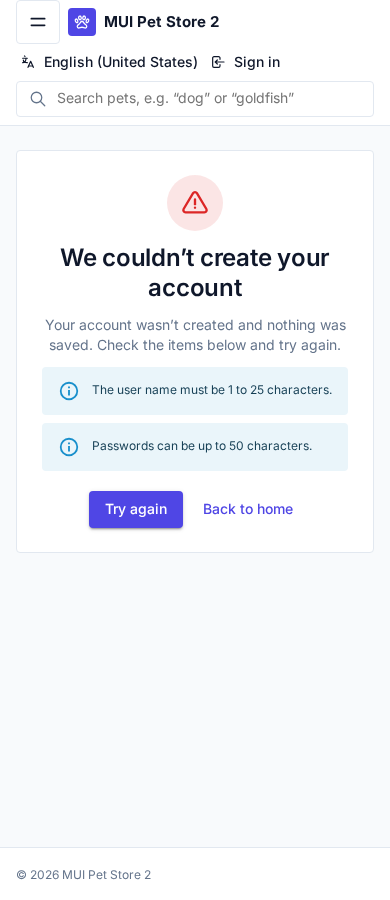 MUI Pet Store 2
English (United States)
Sign in
Search pets, e.g. “dog” or “goldfish”
We couldn’t create your
account
Your account wasn’t created and nothing was
saved. Check the items below and try again.
The user name must be 1 to 25 characters.
Passwords can be up to 50 characters.
Try again
Back to home
© 2026 MUI Pet Store 2